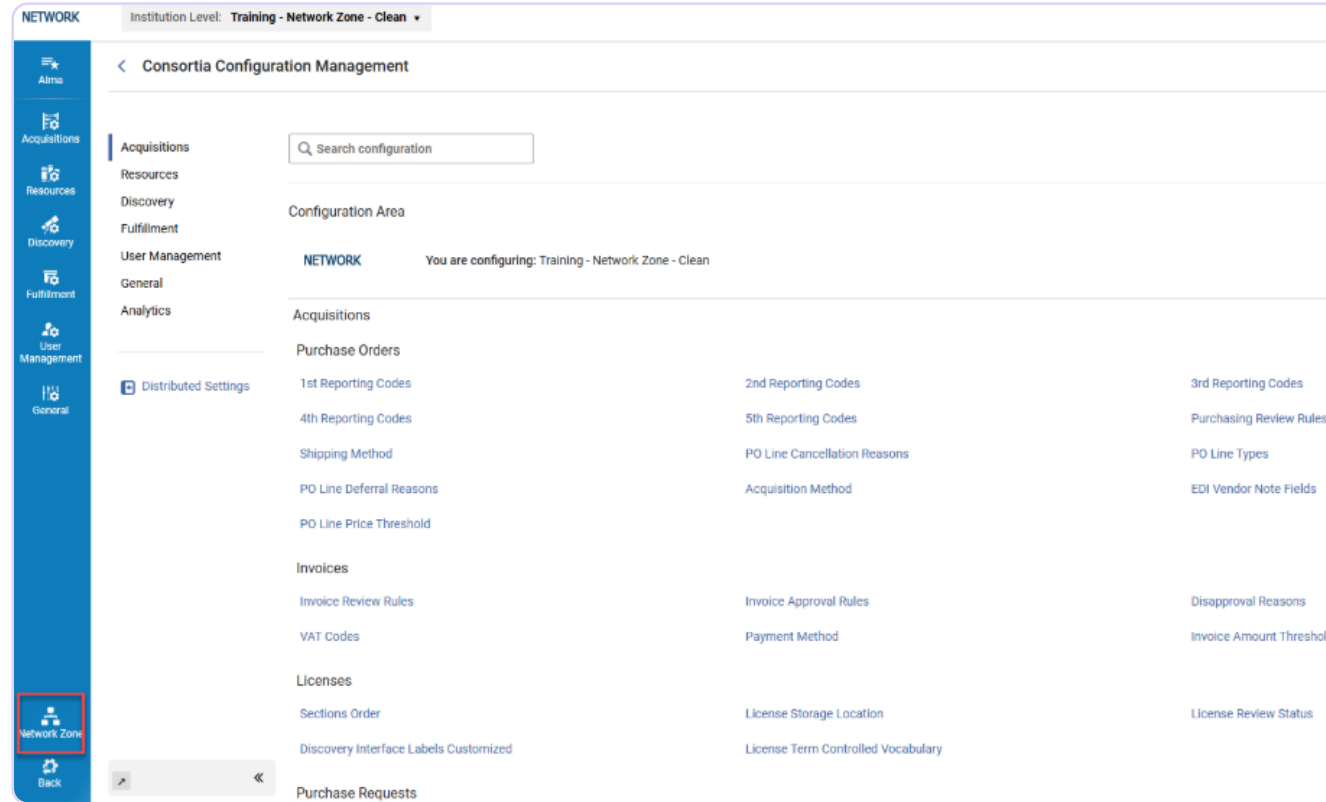 NETWORK
Institution Level: Training - Network Zone - Clean
Alma
Acquisitions
Resources
Discovery
Fulfillment
User
Management
General
Network Zone
Back
Consortia Configuration Management
Acquisitions
Resources
Discovery
Fulfillment
User Management
General
Analytics
Distributed Settings
Search configuration
Configuration Area
NETWORK You are configuring: Training - Network Zone - Clean
Acquisitions
Purchase Orders
1st Reporting Codes 2nd Reporting Codes 3rd Reporting Codes
4th Reporting Codes 5th Reporting Codes Purchasing Review Rules
Shipping Method PO Line Cancellation Reasons PO Line Types
PO Line Deferral Reasons Acquisition Method EDI Vendor Note Fields
PO Line Price Threshold
Invoices
Invoice Review Rules Invoice Approval Rules Disapproval Reasons
VAT Codes Payment Method Invoice Amount Threshol
Licenses
Sections Order License Storage Location License Review Status
Discovery Interface Labels Customized License Term Controlled Vocabulary
Purchase Requests